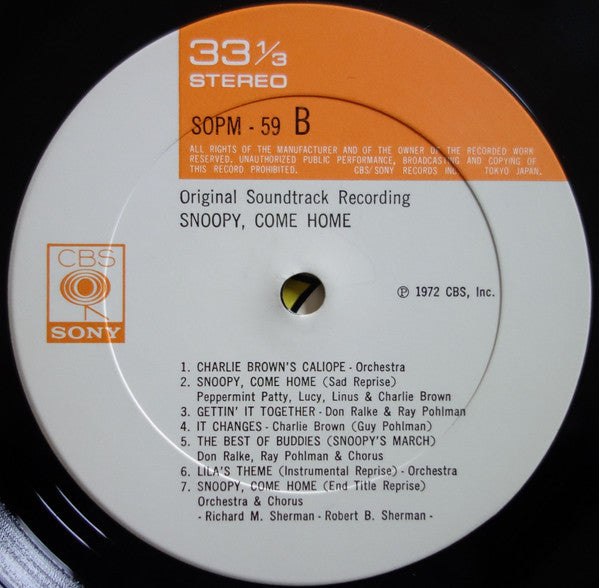 33 1/3
STEREO
SOPM - 59 B
ALL RIGHTS OF THE MANUFACTURER AND OF THE OWNER OF THE RECORDED WORK
RESERVED. UNAUTHORIZED PUBLIC PERFORMANCE, BROADCASTING AND COPYING OF
THIS RECORD PROHIBITED. CBS/SONY RECORDS INC. TOKYO JAPAN.
Original Soundtrack Recording
SNOOPY, COME HOME
CBS
SONY
℗ 1972 CBS, Inc.
1. CHARLIE BROWN'S CALIOPE - Orchestra
2. SNOOPY, COME HOME (Sad Reprise)
Peppermint Patty, Lucy, Linus & Charlie Brown
3. GETTIN' IT TOGETHER - Don Ralke & Ray Pohlman
4. IT CHANGES - Charlie Brown (Guy Pohlman)
5. THE BEST OF BUDDIES (SNOOPY'S MARCH)
Don Ralke, Ray Pohlman & Chorus
6. LILA'S THEME (Instrumental Reprise) - Orchestra
7. SNOOPY, COME HOME (End Title Reprise)
Orchestra & Chorus
- Richard M. Sherman - Robert B. Sherman -